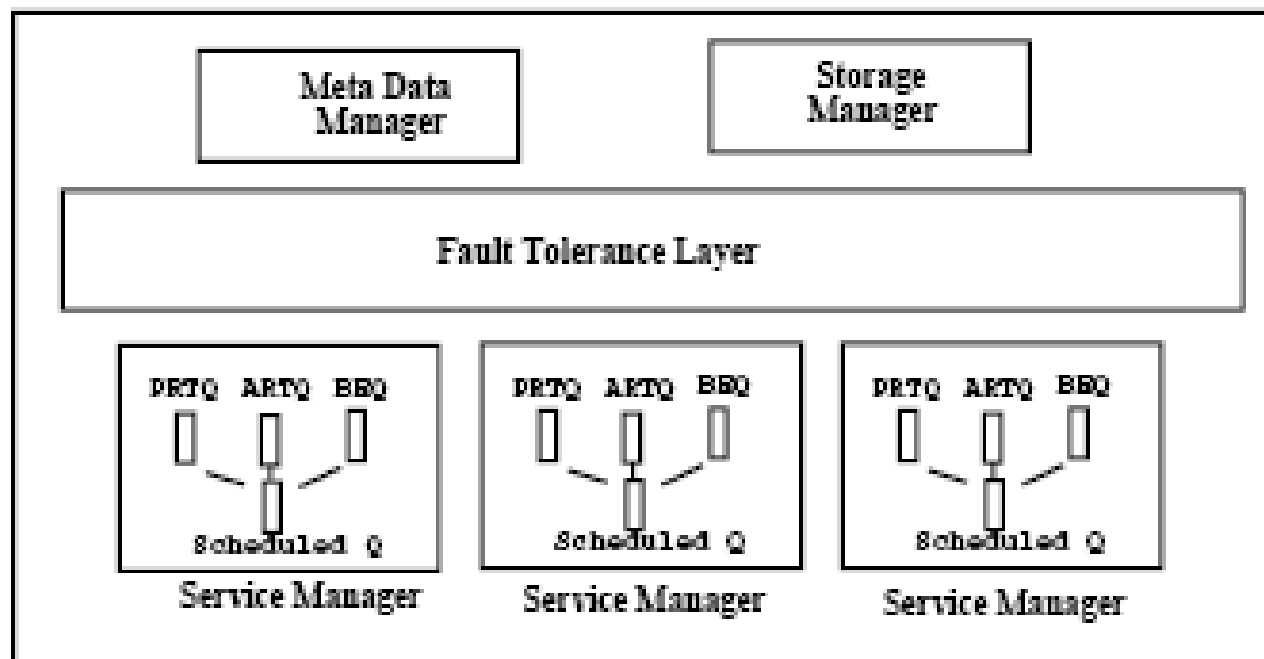 Meta Data
Manager
Storage
Manager
Fault Tolerance Layer
PRTQ ARTQ BEQ
Scheduled Q
Service Manager
PRTQ ARTQ BEQ
Scheduled Q
Service Manager
PRTQ ARTQ BEQ
Scheduled Q
Service Manager